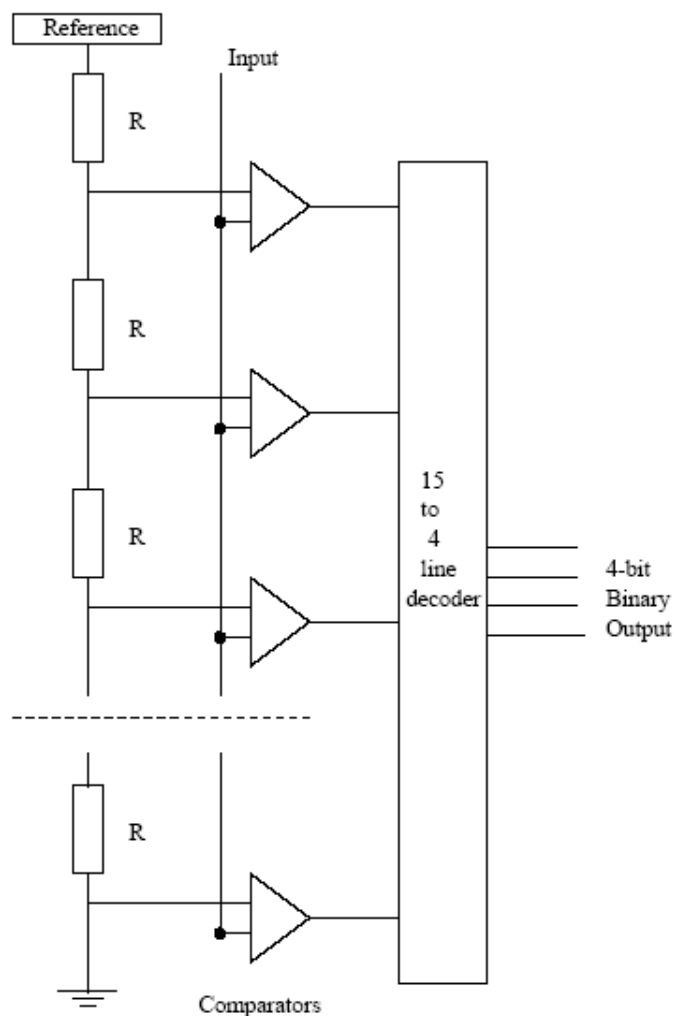 Reference
Input
R
R
R
15
to
4
line
decoder
4-bit
Binary
Output
R
Comparators